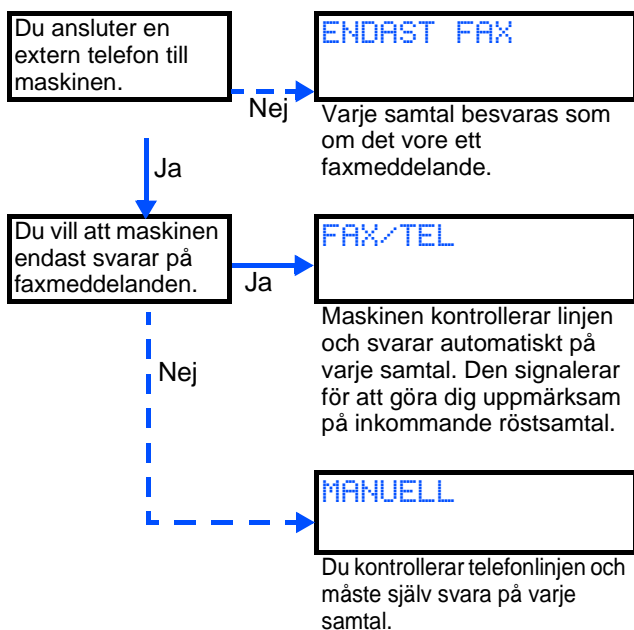 Du ansluter en
extern telefon till
maskinen.
Nej
ENDAST FAX
Varje samtal besvaras som
om det vore ett
faxmeddelande.
Ja
Du vill att maskinen
endast svarar på
faxmeddelanden.
Ja
FAX/TEL
Maskinen kontrollerar linjen
och svarar automatiskt på
varje samtal. Den signalerar
för att göra dig uppmärksam
på inkommande röstsamtal.
Nej
MANUELL
Du kontrollerar telefonlinjen och
måste själv svara på varje
samtal.